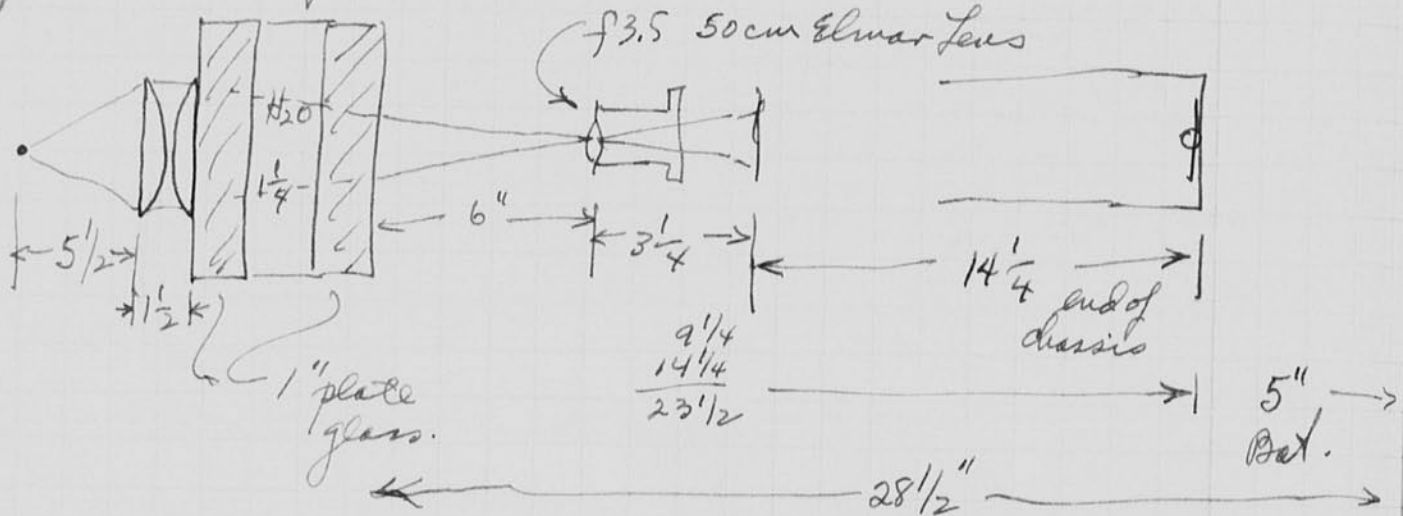 f3.5 50cm Elmar Lens
H20
1 1/4
6"
5 1/2
3 1/4
14 1/4
end of
chassis
1 1/2
9 1/4
14 1/4
23 1/2
1" plate
glass.
5"
Bat.
28 1/2"